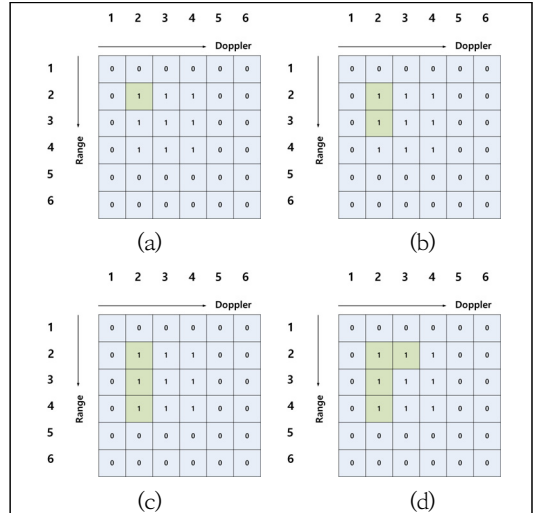 1 2 3 4 5 6
Doppler
1 0 0 0 0 0 0
2 0 1 1 1 0 0
3 0 1 1 1 0 0
4 0 1 1 1 0 0
5 0 0 0 0 0 0
6 0 0 0 0 0 0
Range
(a)
1 2 3 4 5 6
Doppler
1 0 0 0 0 0 0
2 0 1 1 1 0 0
3 0 1 1 1 0 0
4 0 1 1 1 0 0
5 0 0 0 0 0 0
6 0 0 0 0 0 0
Range
(b)
1 2 3 4 5 6
Doppler
1 0 0 0 0 0 0
2 0 1 1 1 0 0
3 0 1 1 1 0 0
4 0 1 1 1 0 0
5 0 0 0 0 0 0
6 0 0 0 0 0 0
Range
(c)
1 2 3 4 5 6
Doppler
1 0 0 0 0 0 0
2 0 1 1 1 0 0
3 0 1 1 1 0 0
4 0 1 1 1 0 0
5 0 0 0 0 0 0
6 0 0 0 0 0 0
Range
(d)